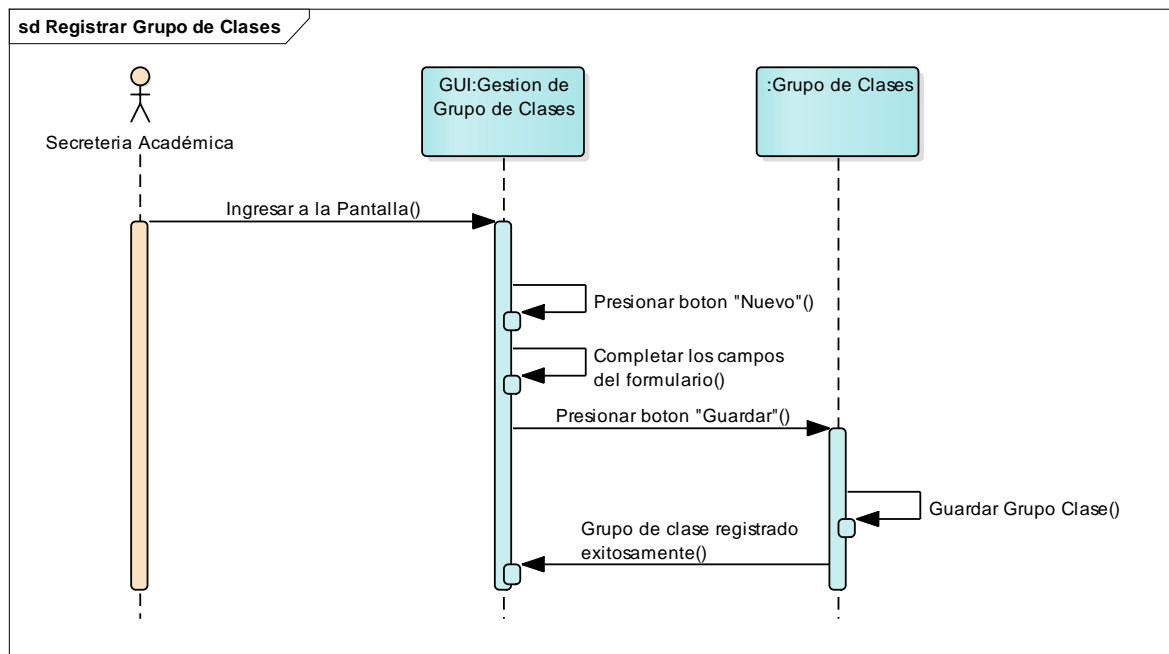 sd Registrar Grupo de Clases
Secreteria Académica
GUI:Gestion de
Grupo de Clases
:Grupo de Clases
Ingresar a la Pantalla()
Presionar boton "Nuevo"()
Completar los campos
del formulario()
Presionar boton "Guardar"()
Guardar Grupo Clase()
Grupo de clase registrado
exitosamente()